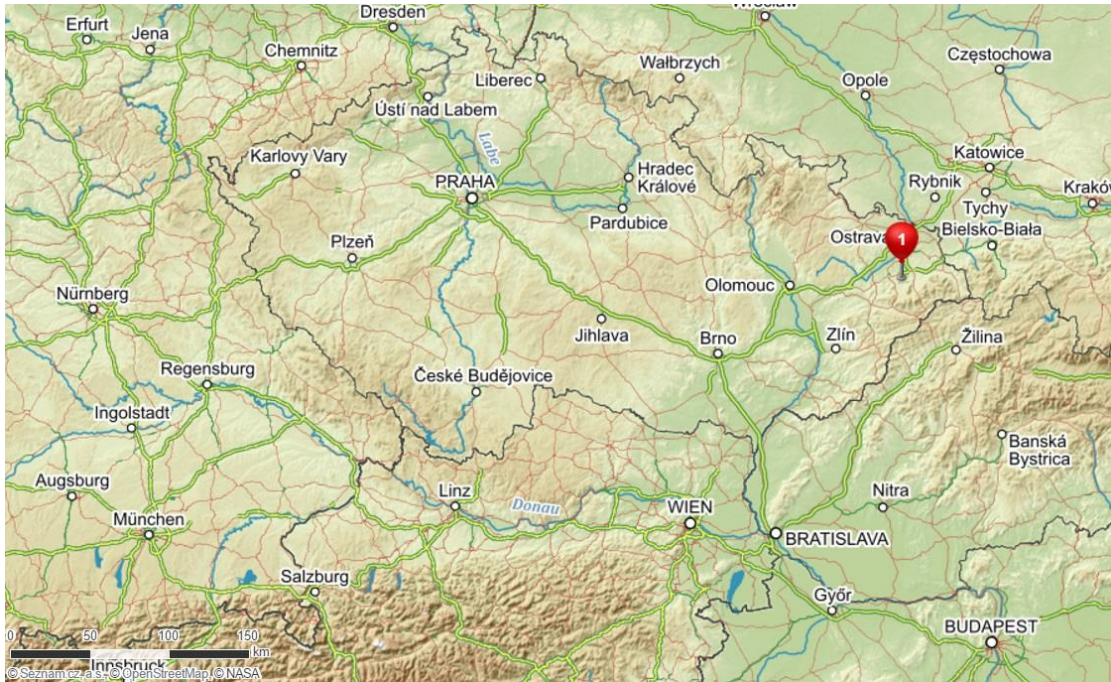 Wrocław
Dresden
Erfurt
Jena
Chemnitz
Liberec
Wałbrzych
Częstochowa
Opole
Ústí nad Labem
Labe
Karlovy Vary
PRAHA
Hradec
Králové
Pardubice
Katowice
Rybnik
Tychy
Kraków
Bielsko-Biała
Ostrava
1
Plzeň
Olomouc
Nürnberg
Jihlava
Brno
Zlín
Žilina
Regensburg
České Budějovice
Ingolstadt
Banská
Bystrica
Augsburg
Linz
Donau
WIEN
Nitra
München
BRATISLAVA
Salzburg
Győr
BUDAPEST
0 50 100 150
km
Innsbruck
© Seznam.cz, a.s., © OpenStreetMap, © NASA